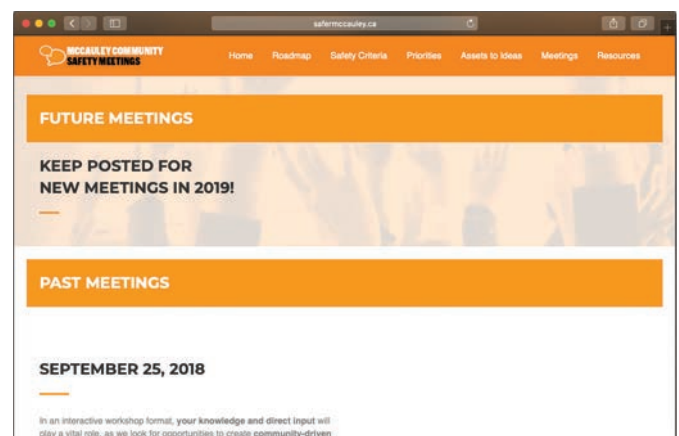 safermccauley.ca
MCCAULEY COMMUNITY
SAFETY MEETINGS
Home Roadmap Safety Criteria Priorities Assets to Ideas Meetings Resources
FUTURE MEETINGS
KEEP POSTED FOR
NEW MEETINGS IN 2019!
PAST MEETINGS
SEPTEMBER 25, 2018
In an interactive workshop format, your knowledge and direct input will
play a vital role, as we look for opportunities to create community-driven